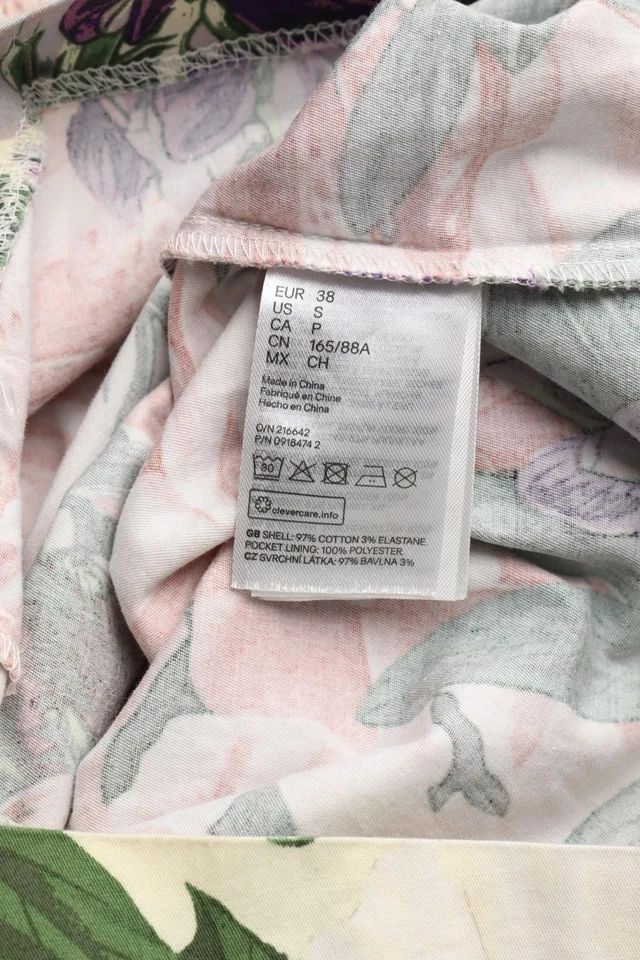 EUR 38
US S
CA P
CN 165/88A
MX CH
Made in China
Fabriqué en Chine
Hecho en China
O/N 216642
P/N 0918474 2
30
clevercare.info
GB SHELL: 97% COTTON 3% ELASTANE.
POCKET LINING: 100% POLYESTER.
CZ SVRCHNÍ LÁTKA: 97% BAVLNA 3%